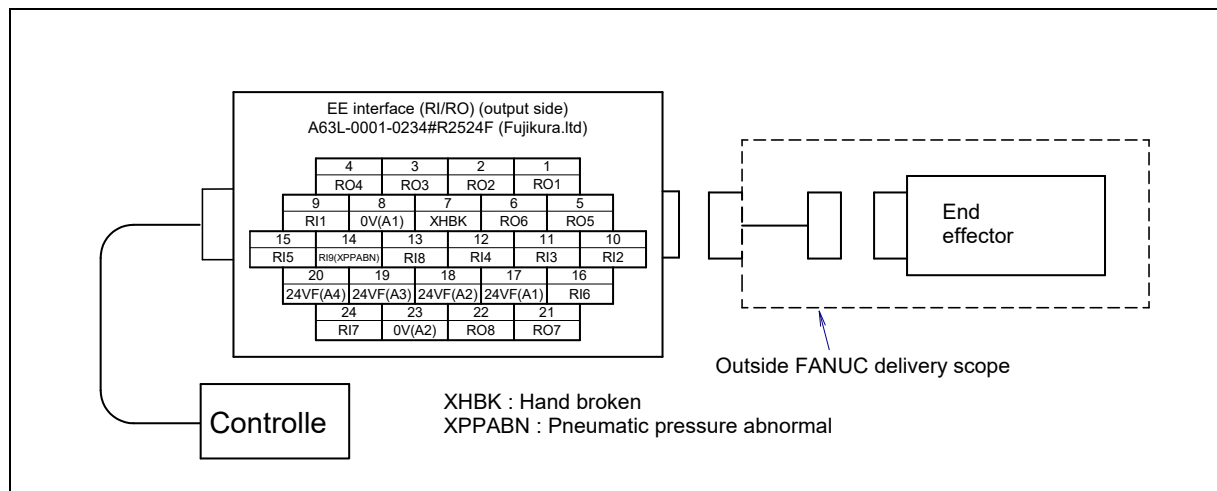 EE interface (RI/RO) (output side)
A63L-0001-0234#R2524F (Fujikura.ltd)
4 3 2 1
RO4 RO3 RO2 RO1
9 8 7 6 5
RI1 0V(A1) XHBK RO6 RO5
15 14 13 12 11 10
RI5 RI9(XPPABN) RI8 RI4 RI3 RI2
20 19 18 17 16
24VF(A4) 24VF(A3) 24VF(A2) 24VF(A1) RI6
24 23 22 21
RI7 0V(A2) RO8 RO7
End
effector
Outside FANUC delivery scope
Controlle
XHBK : Hand broken
XPPABN : Pneumatic pressure abnormal